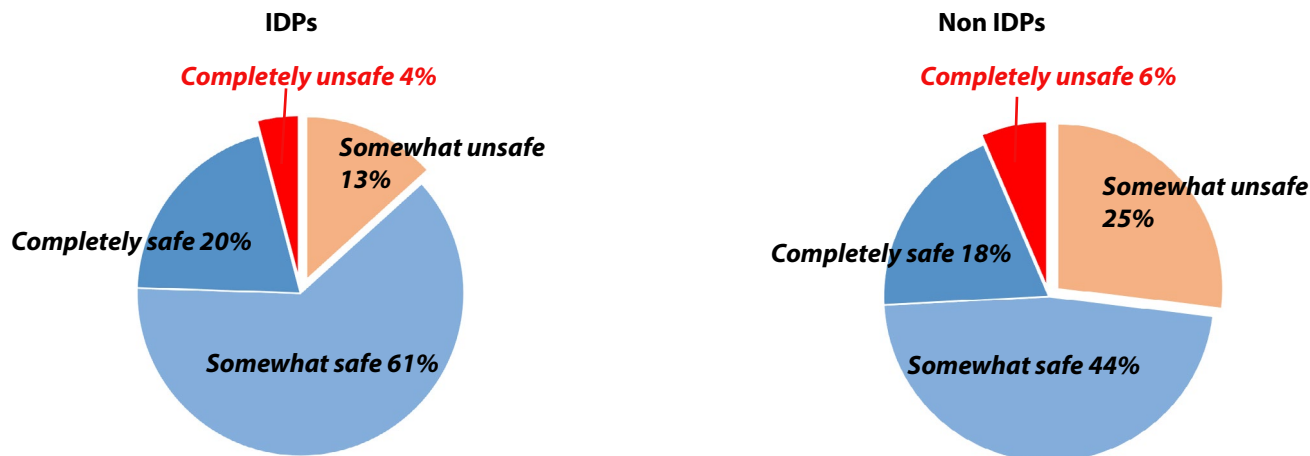 IDPs
Completely unsafe 4%
Somewhat unsafe
13%
Completely safe 20%
Somewhat safe 61%
Non IDPs
Completely unsafe 6%
Somewhat unsafe
25%
Completely safe 18%
Somewhat safe 44%